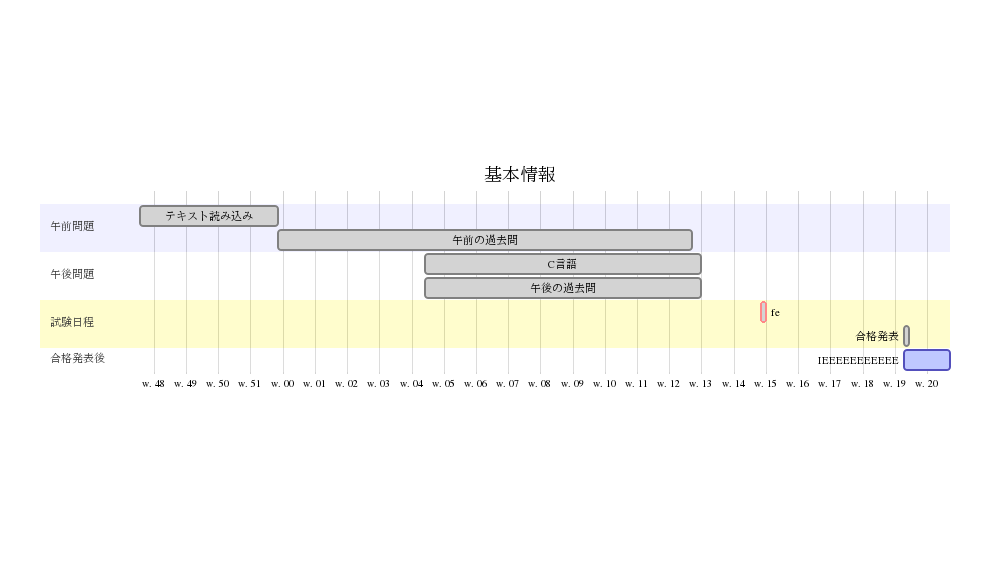 基本情報
午前問題
テキスト読み込み
午前の過去問
午後問題
C言語
午後の過去問
試験日程
fe
合格発表
合格発表後
IEEEEEEEEEEE
w. 48 w. 49 w. 50 w. 51 w. 00 w. 01 w. 02 w. 03 w. 04 w. 05 w. 06 w. 07 w. 08 w. 09 w. 10 w. 11 w. 12 w. 13 w. 14 w. 15 w. 16 w. 17 w. 18 w. 19 w. 20